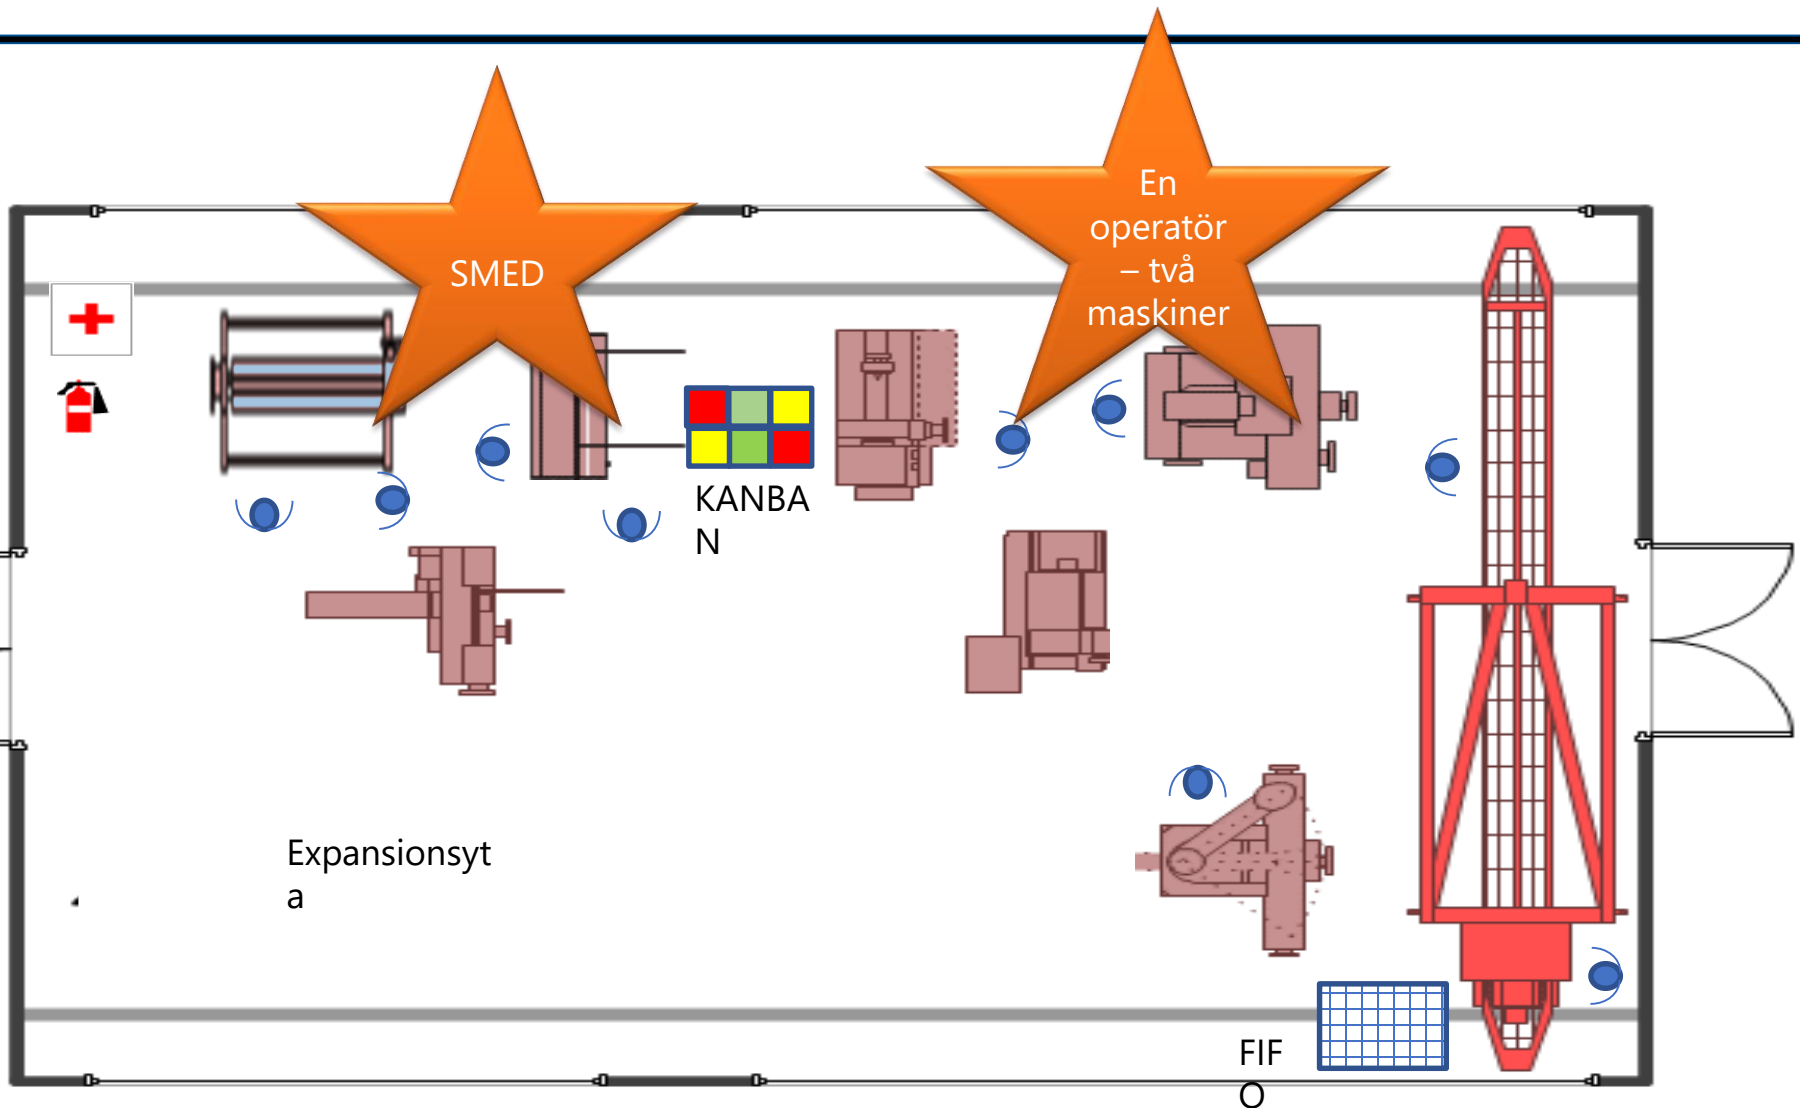 SMED
En
operatör
– två
maskiner
KANBA
N
Expansionsyt
a
FIF
O